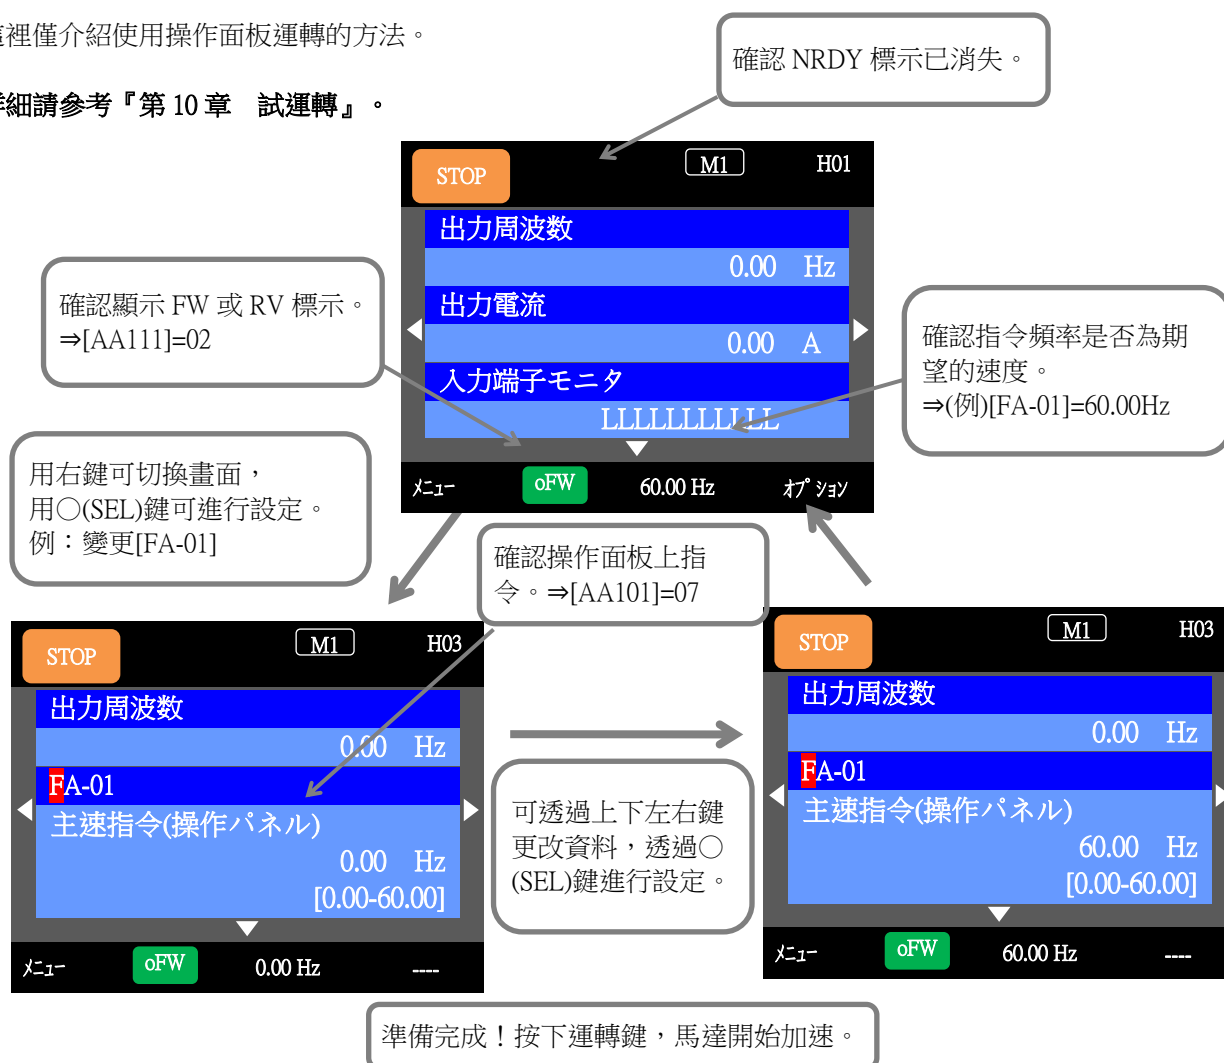 這裡僅介紹使用操作面板運轉的方法。
詳細請參考『第 10 章　試運轉』。
確認 NRDY 標示已消失。
STOP
M1
H01
出力周波数
0.00 Hz
出力電流
0.00 A
入力端子モニタ
LLLLLLLLLLL
ﾒﾆｭｰ
oFW
60.00 Hz
ｵﾌﾟｼｮﾝ
確認顯示 FW 或 RV 標示。
⇒[AA111]=02
確認指令頻率是否為期
望的速度。
⇒(例)[FA-01]=60.00Hz
用右鍵可切換畫面，
用○(SEL)鍵可進行設定。
例：變更[FA-01]
確認操作面板上指
令。⇒[AA101]=07
STOP
M1
H03
出力周波数
0.00 Hz
FA-01
主速指令(操作パネル)
0.00 Hz
[0.00-60.00]
ﾒﾆｭｰ
oFW
0.00 Hz
----
可透過上下左右鍵
更改資料，透過○
(SEL)鍵進行設定。
STOP
M1
H03
出力周波数
0.00 Hz
FA-01
主速指令(操作パネル)
60.00 Hz
[0.00-60.00]
ﾒﾆｭｰ
oFW
60.00 Hz
----
準備完成！按下運轉鍵，馬達開始加速。